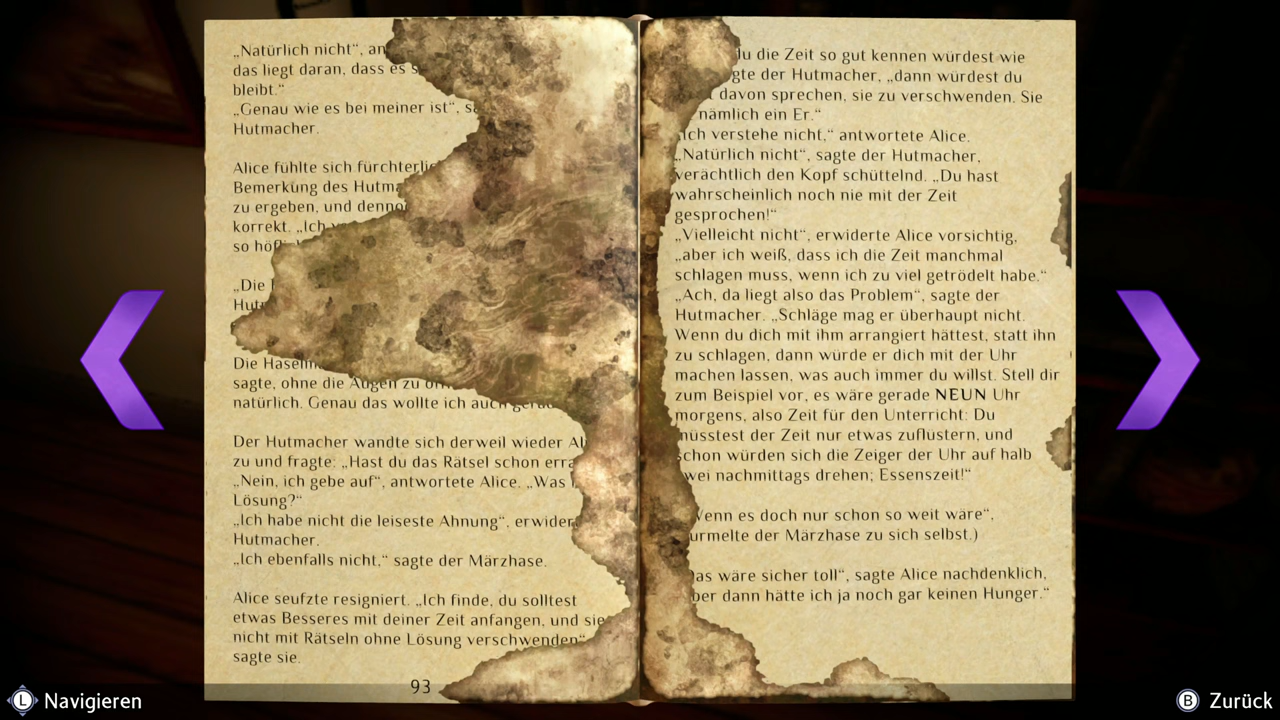 „Natürlich nicht“, an
das liegt daran, dass es s
bleibt.“
„Genau wie es bei meiner ist“, sa
Hutmacher.
Alice fühlte sich fürchterlic
Bemerkung des Hutma
zu ergeben, und denno
korrekt. „Ich
so höfl
„Die
Hut
Die Haselm
sagte, ohne die Augen zu
natürlich. Genau das wollte ich auch gerad
Der Hutmacher wandte sich derweil wieder Al
zu und fragte: „Hast du das Rätsel schon erra
„Nein, ich gebe auf“, antwortete Alice. „Was
Lösung?“
„Ich habe nicht die leiseste Ahnung“, erwider
Hutmacher.
„Ich ebenfalls nicht,“ sagte der Märzhase.
Alice seufzte resigniert. „Ich finde, du solltest
etwas Besseres mit deiner Zeit anfangen, und sie
nicht mit Rätseln ohne Lösung verschwenden“
sagte sie.
93
du die Zeit so gut kennen würdest wie
gte der Hutmacher, „dann würdest du
davon sprechen, sie zu verschwenden. Sie
nämlich ein Er.“
„Ich verstehe nicht,“ antwortete Alice.
„Natürlich nicht“, sagte der Hutmacher,
verächtlich den Kopf schüttelnd. „Du hast
wahrscheinlich noch nie mit der Zeit
gesprochen!“
„Vielleicht nicht“, erwiderte Alice vorsichtig,
„aber ich weiß, dass ich die Zeit manchmal
schlagen muss, wenn ich zu viel getrödelt habe.“
„Ach, da liegt also das Problem“, sagte der
Hutmacher. „Schläge mag er überhaupt nicht.
Wenn du dich mit ihm arrangiert hättest, statt ihn
zu schlagen, dann würde er dich mit der Uhr
machen lassen, was auch immer du willst. Stell dir
zum Beispiel vor, es wäre gerade NEUN Uhr
morgens, also Zeit für den Unterricht: Du
müsstest der Zeit nur etwas zuflüstern, und
schon würden sich die Zeiger der Uhr auf halb
zwei nachmittags drehen; Essenszeit!“
Wenn es doch nur schon so weit wäre“,
urmelte der Märzhase zu sich selbst.)
Das wäre sicher toll“, sagte Alice nachdenklich,
ber dann hätte ich ja noch gar keinen Hunger.“
L Navigieren
B Zurück